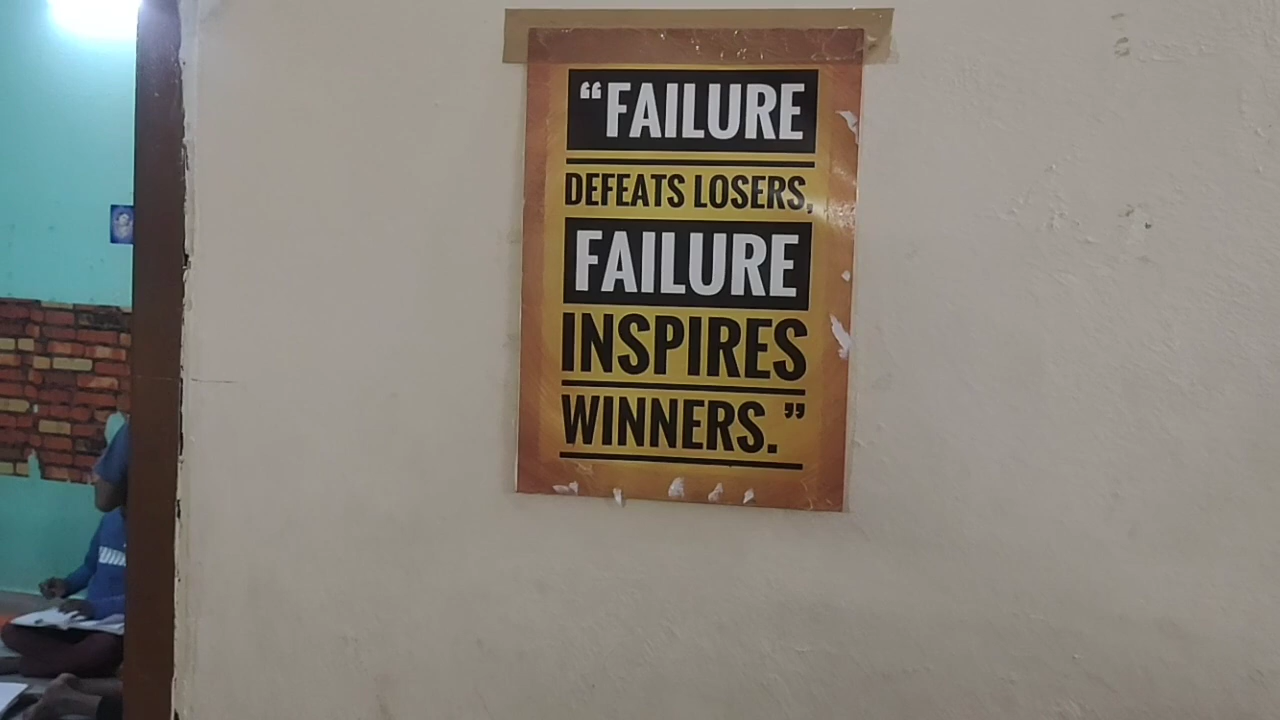 “FAILURE
DEFEATS LOSERS,
FAILURE
INSPIRES
WINNERS.”